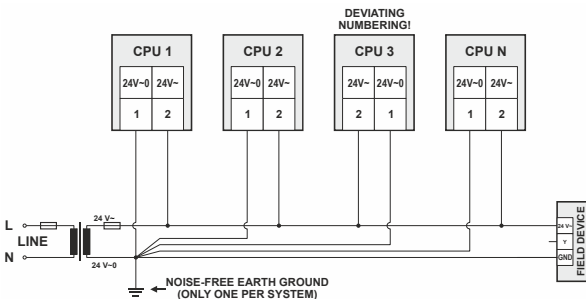 DEVIATING
NUMBERING!
CPU 1
CPU 2
CPU 3
CPU N
24V~0 24V~
24V~0 24V~
24V~ 24V~0
24V~0 24V~
1 2
1 2
2 1
1 2
L
24 V~
LINE
N
24 V~0
24 V~
Y
GND
FIELD DEVICE
NOISE-FREE EARTH GROUND
(ONLY ONE PER SYSTEM)